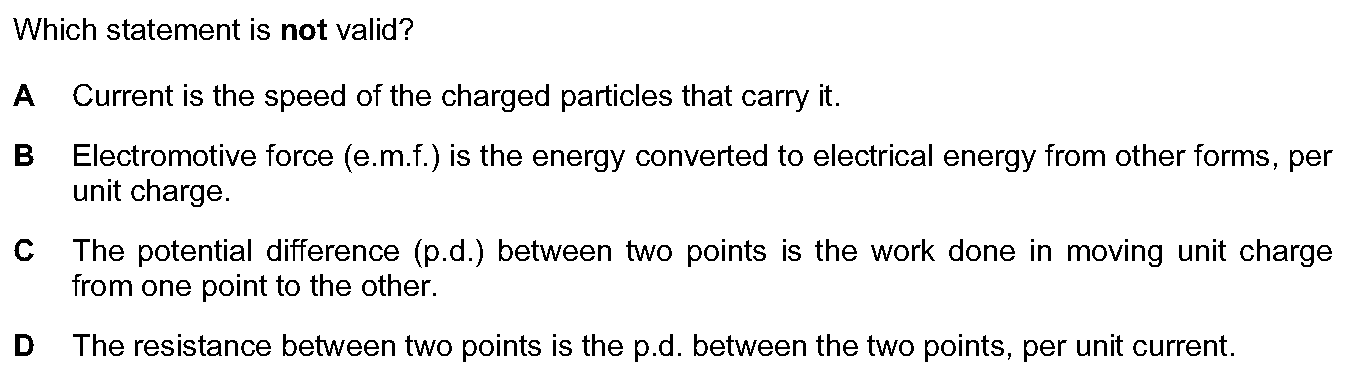 Which statement is not valid?
A Current is the speed of the charged particles that carry it.
B Electromotive force (e.m.f.) is the energy converted to electrical energy from other forms, per
unit charge.
C The potential difference (p.d.) between two points is the work done in moving unit charge
from one point to the other.
D The resistance between two points is the p.d. between the two points, per unit current.